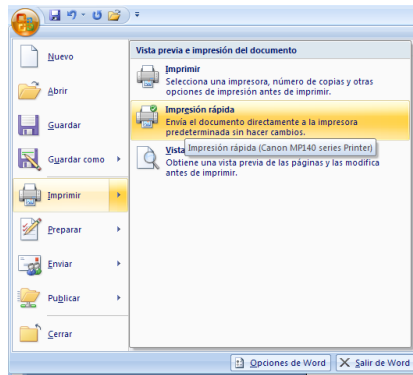 Nuevo
Abrir
Guardar
Guardar como
Imprimir
Preparar
Enviar
Publicar
Cerrar
Vista previa e impresión del documento
Imprimir
Selecciona una impresora, número de copias y otras
opciones de impresión antes de imprimir.
Impresión rápida
Envía el documento directamente a la impresora
predeterminada sin hacer cambios.
Impresión rápida (Canon MP140 series Printer)
Vista
Obtiene una vista previa de las páginas y las modifica
antes de imprimir.
Opciones de Word
Salir de Word